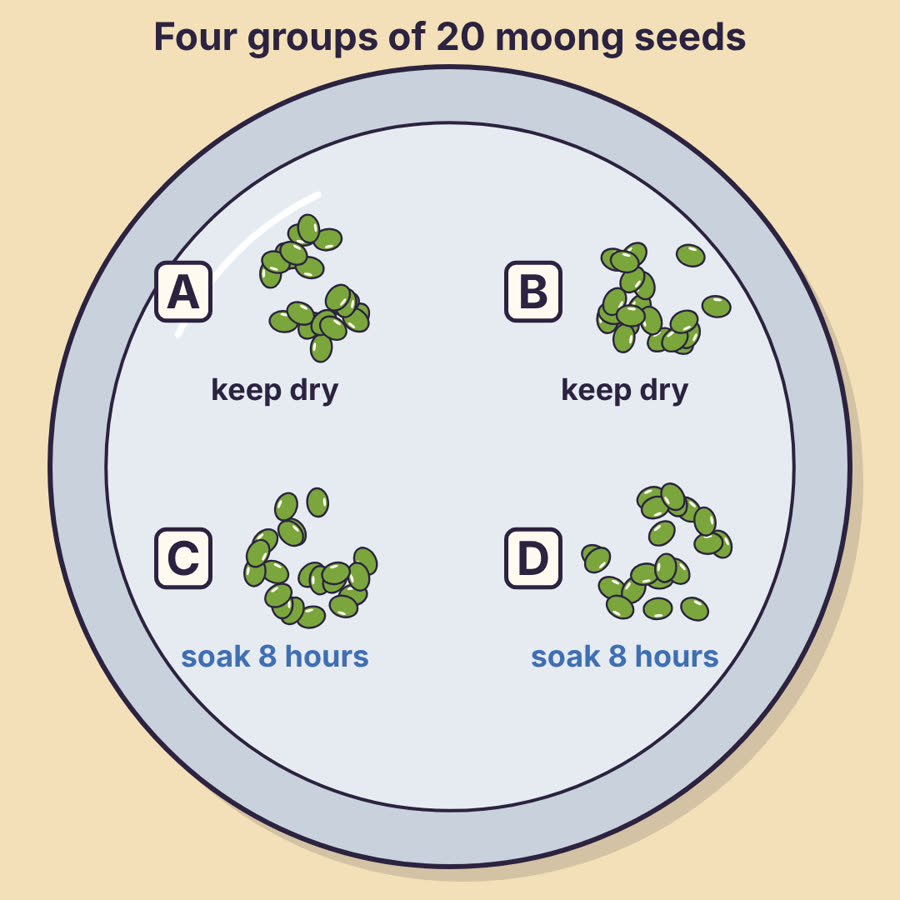 Four groups of 20 moong seeds
A
B
keep dry
keep dry
C
D
soak 8 hours
soak 8 hours